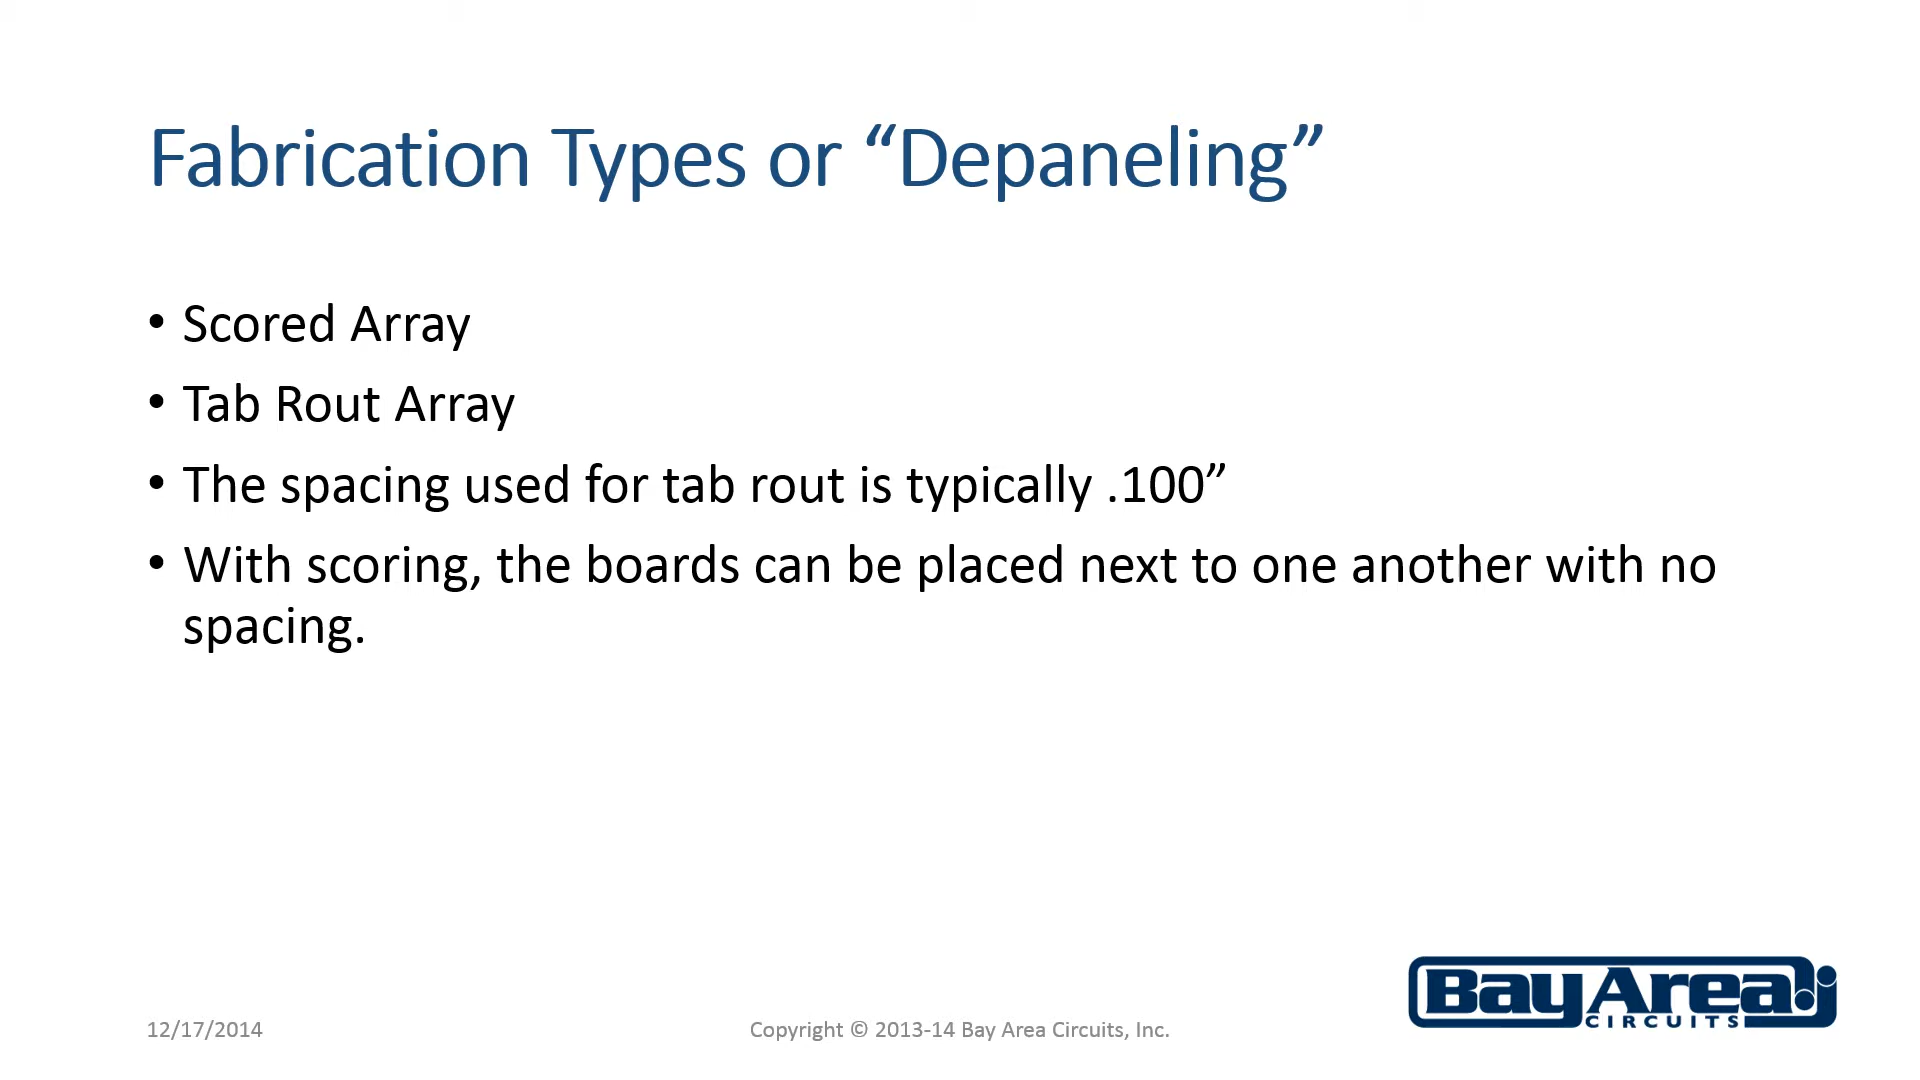 Fabrication Types or “Depaneling”
• Scored Array
• Tab Rout Array
• The spacing used for tab rout is typically .100”
• With scoring, the boards can be placed next to one another with no
spacing.
12/17/2014
Copyright © 2013-14 Bay Area Circuits, Inc.
Bay Area
CIRCUITS